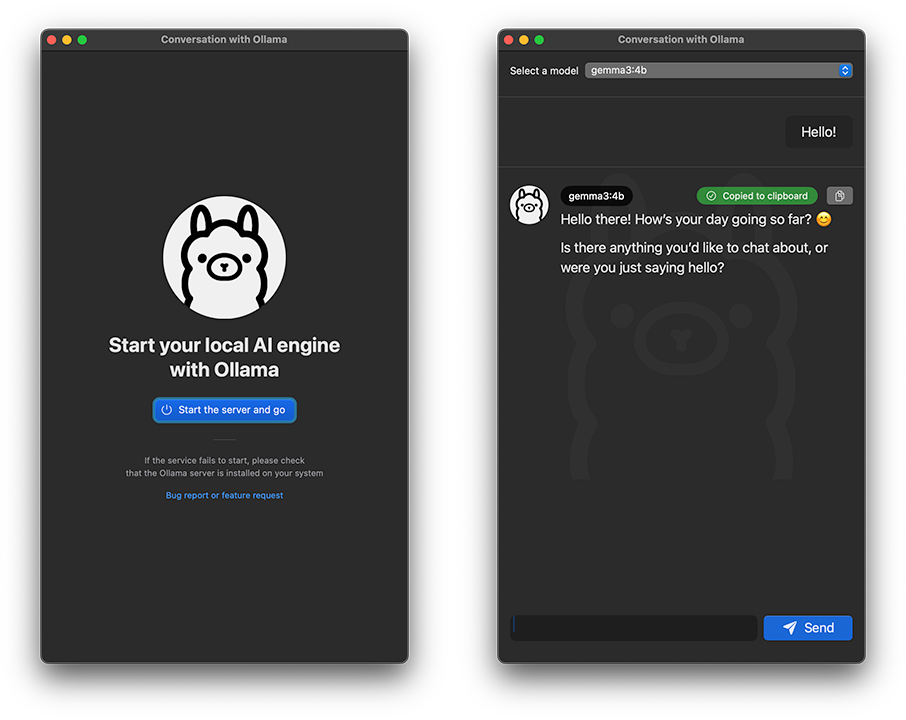 Conversation with Ollama
Start your local AI engine
with Ollama
Start the server and go
If the service fails to start, please check
that the Ollama server is installed on your system
Bug report or feature request
Conversation with Ollama
Select a model gemma3:4b
Hello!
gemma3:4b Copied to clipboard
Hello there! How’s your day going so far? 😊
Is there anything you’d like to chat about, or
were you just saying hello?
Send